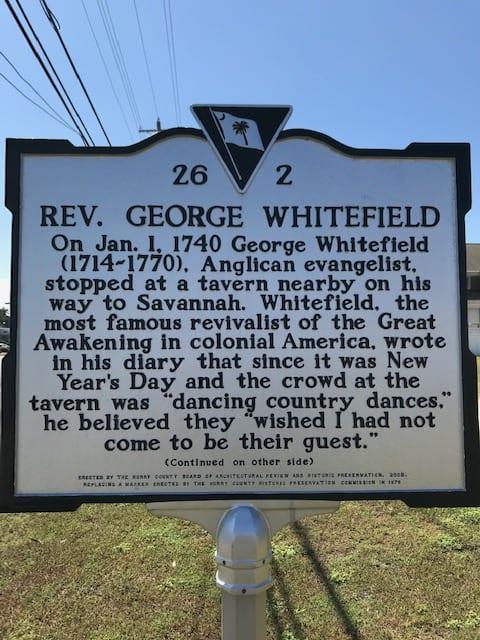 26 2
REV. GEORGE WHITEFIELD
On Jan. 1, 1740 George Whitefield
(1714~1770), Anglican evangelist,
stopped at a tavern nearby on his
way to Savannah. Whitefield, the
most famous revivalist of the Great
Awakening in colonial America, wrote
in his diary that since it was New
Year's Day and the crowd at the
tavern was "dancing country dances,"
he believed they "wished I had not
come to be their guest."
(Continued on other side)
ERECTED BY THE HORRY COUNTY BOARD OF ARCHITECTURAL REVIEW AND HISTORIC PRESERVATION, 2008,
REPLACING A MARKER ERECTED BY THE HORRY COUNTY HISTORIC PRESERVATION COMMISSION IN 1976